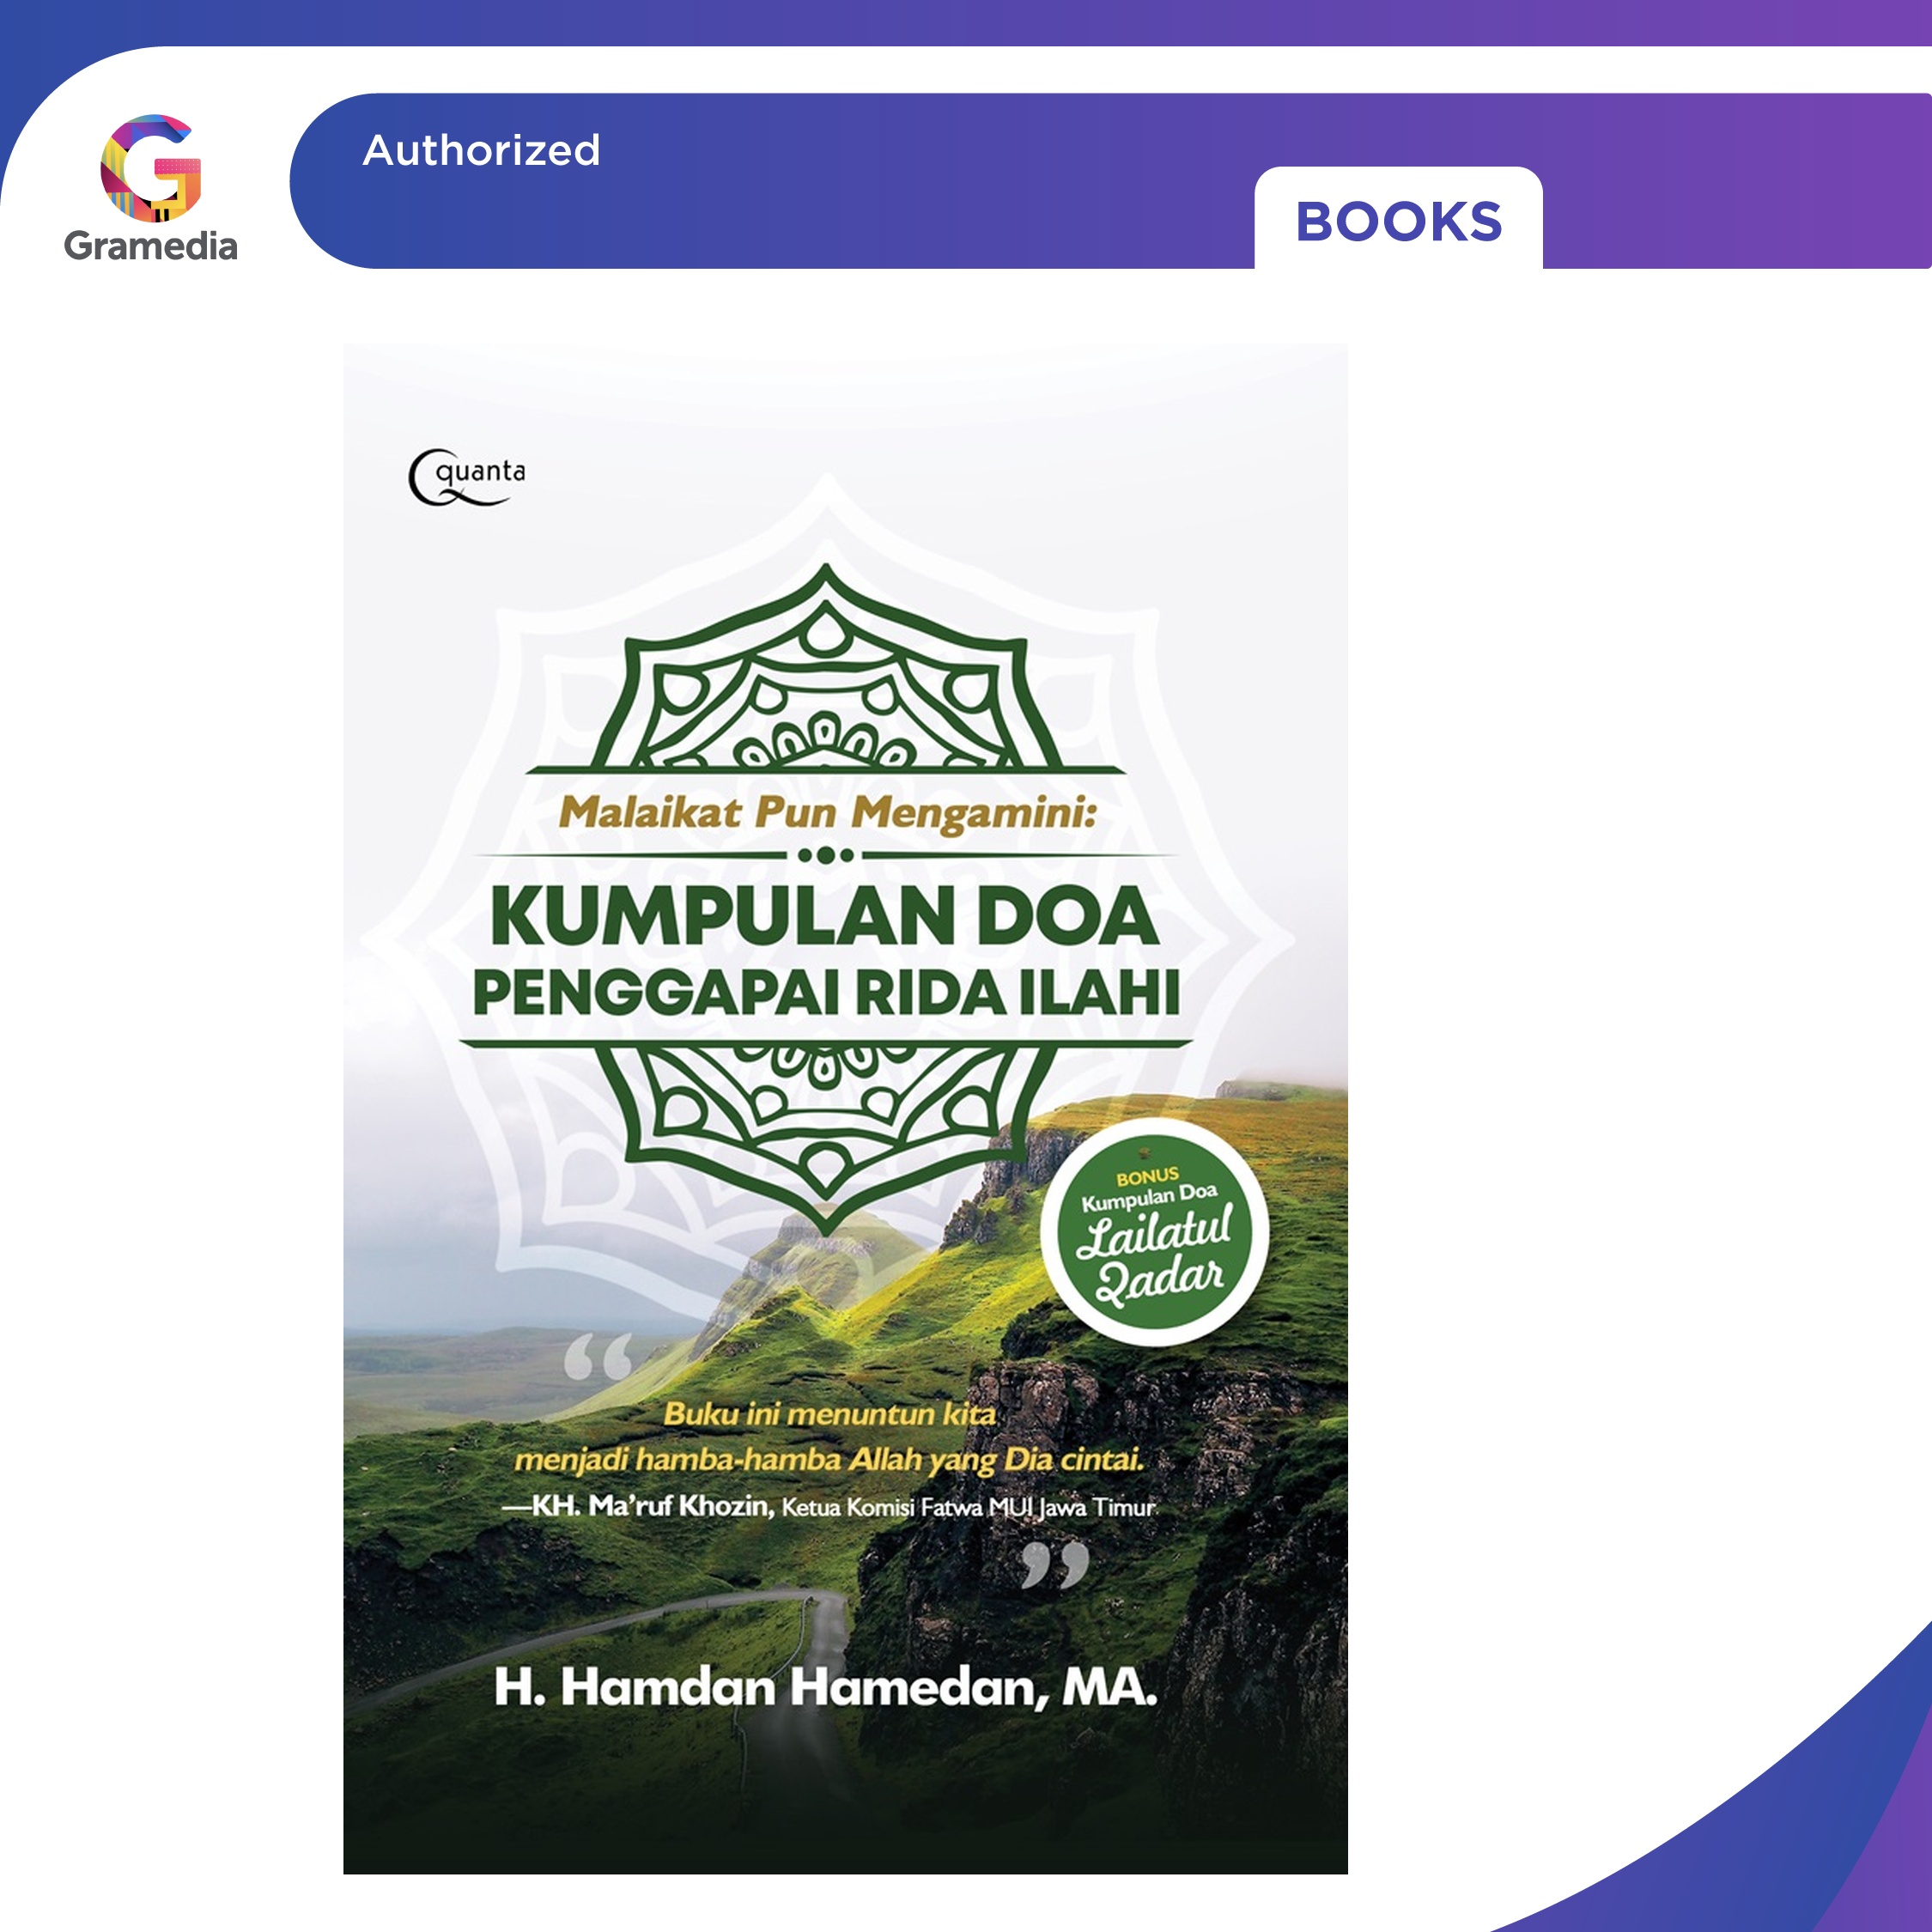 Gramedia
Authorized
BOOKS
quanta
Malaikat Pun Mengamini:
KUMPULAN DOA
PENGGAPAI RIDA ILAHI
BONUS
Kumpulan Doa
Lailatul
Qadar
“
Buku ini menuntun kita
menjadi hamba-hamba Allah yang Dia cintai.
—KH. Ma’ruf Khozin, Ketua Komisi Fatwa MUI Jawa Timur
”
H. Hamdan Hamedan, MA.